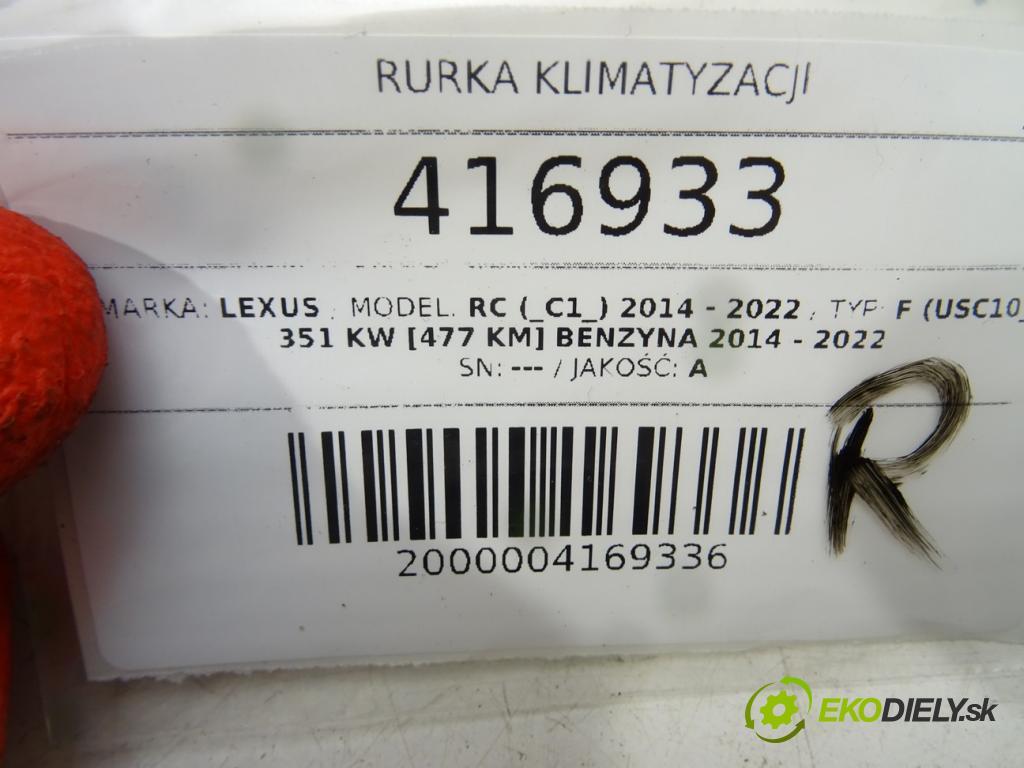 RURKA KLIMATYZACJI
416933
MARKA: LEXUS , MODEL: RC (_C1_) 2014 - 2022 , TYP: F (USC10_
351 KW [477 KM] BENZYNA 2014 - 2022
SN: --- / JAKOŚĆ: A
R
2000004169336
EKODIELY.sk